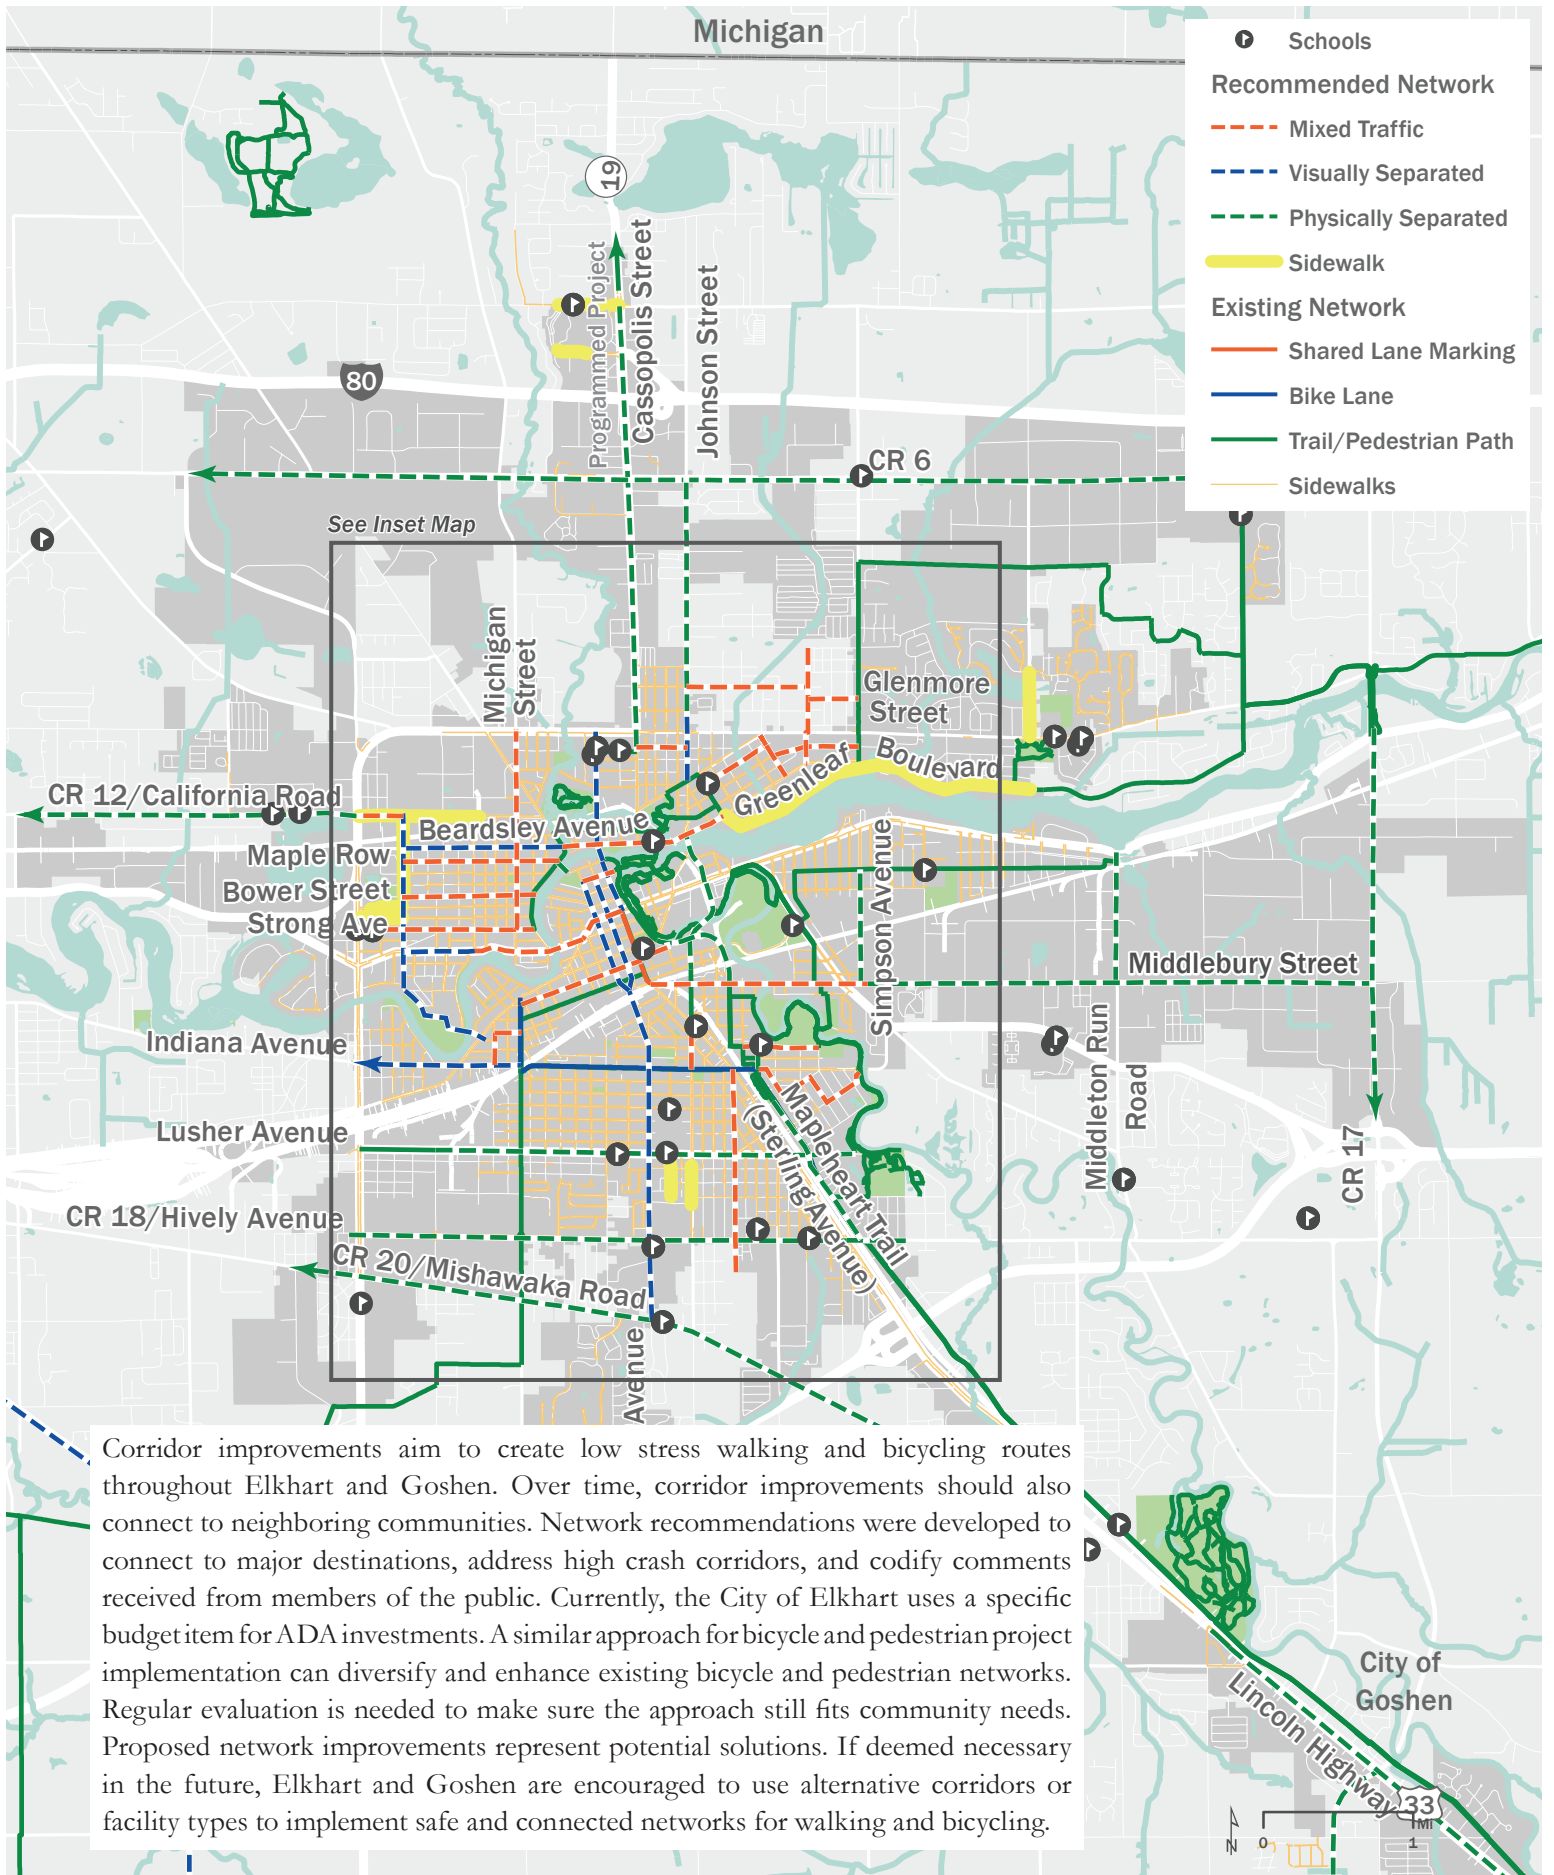 Michigan
Schools
Recommended Network
Mixed Traffic
Visually Separated
Physically Separated
Sidewalk
Existing Network
Shared Lane Marking
Bike Lane
Trail/Pedestrian Path
Sidewalks
19
Programmed Project
Cassopolis Street
Johnson Street
80
CR 6
See Inset Map
Michigan
Street
Glenmore
Street
Greenleaf Boulevard
CR 12/California Road
Beardsley Avenue
Maple Row
Bower Street
Strong Ave
Simpson Avenue
Middlebury Street
Indiana Avenue
Middleton Run
Road
Lusher Avenue
Mapleheart Trail
(Sterling Avenue)
CR 17
CR 18/Hively Avenue
CR 20/Mishawaka Road
Avenue
Corridor improvements aim to create low stress walking and bicycling routes
throughout Elkhart and Goshen. Over time, corridor improvements should also
connect to neighboring communities. Network recommendations were developed to
connect to major destinations, address high crash corridors, and codify comments
received from members of the public. Currently, the City of Elkhart uses a specific
budget item for ADA investments. A similar approach for bicycle and pedestrian project
implementation can diversify and enhance existing bicycle and pedestrian networks.
Regular evaluation is needed to make sure the approach still fits community needs.
Proposed network improvements represent potential solutions. If deemed necessary
in the future, Elkhart and Goshen are encouraged to use alternative corridors or
facility types to implement safe and connected networks for walking and bicycling.
City of
Goshen
Lincoln Highway
33
N
0
1
MI